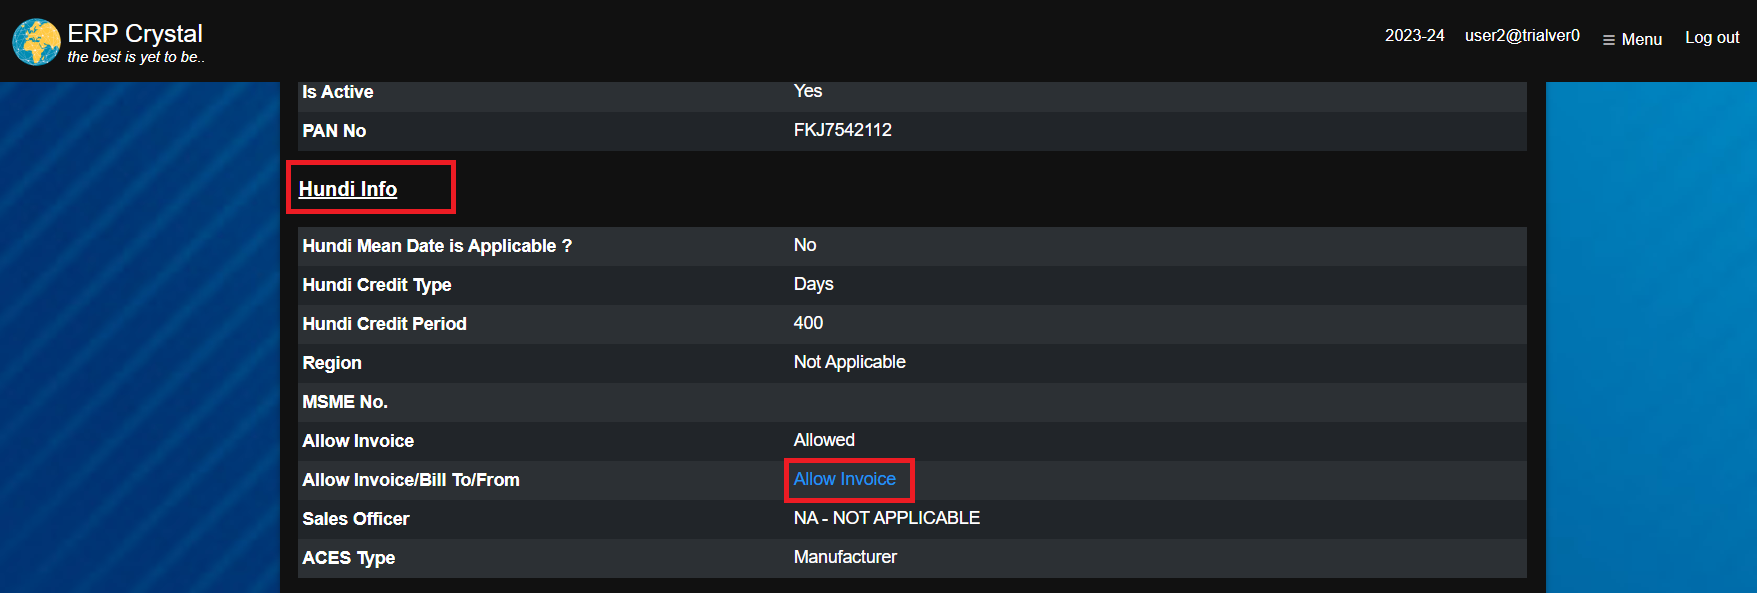 ERP Crystal
the best is yet to be..
2023-24 user2@trialver0 Menu Log out
Is Active Yes
PAN No FKJ7542112
Hundi Info
Hundi Mean Date is Applicable ? No
Hundi Credit Type Days
Hundi Credit Period 400
Region Not Applicable
MSME No.
Allow Invoice Allowed
Allow Invoice/Bill To/From Allow Invoice
Sales Officer NA - NOT APPLICABLE
ACES Type Manufacturer